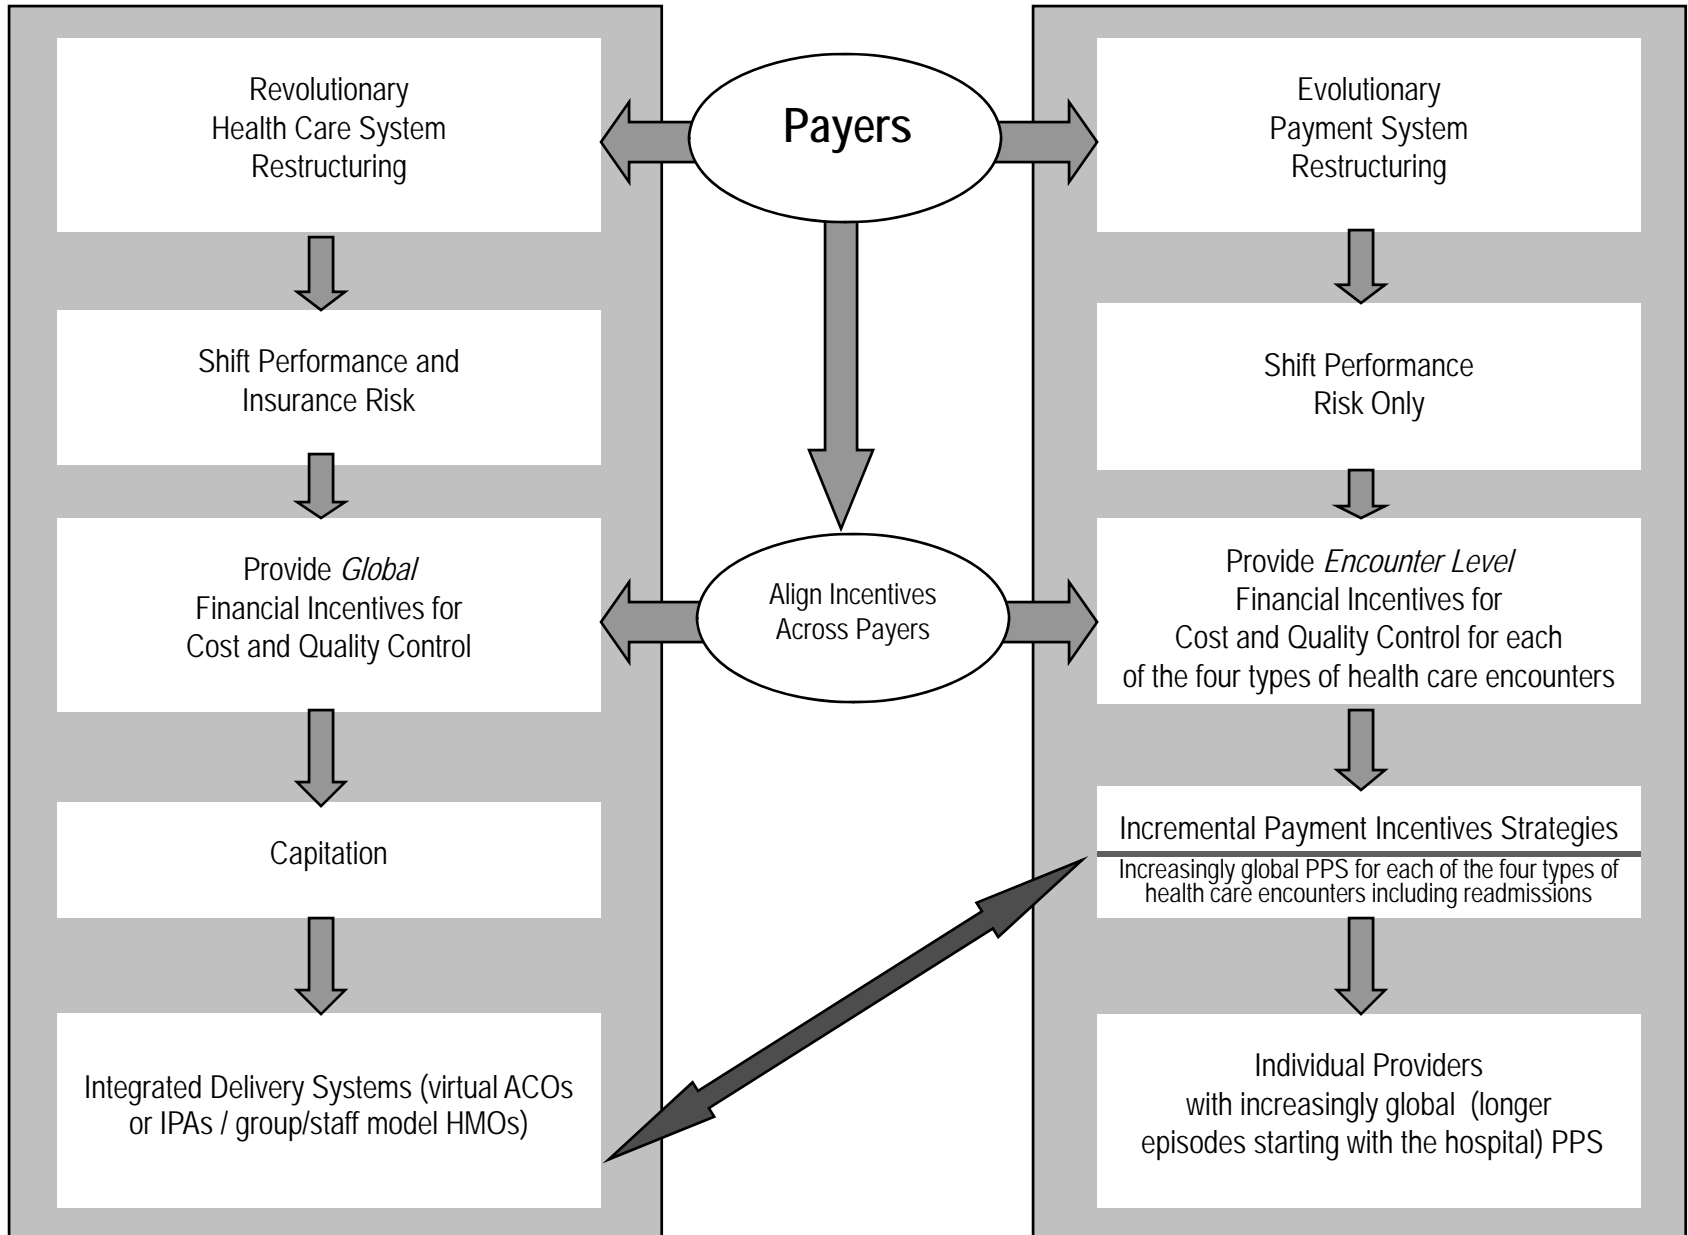 Revolutionary
Health Care System
Restructuring
Shift Performance and
Insurance Risk
Provide Global
Financial Incentives for
Cost and Quality Control
Capitation
Integrated Delivery Systems (virtual ACOs
or IPAs / group/staff model HMOs)
Payers
Align Incentives
Across Payers
Evolutionary
Payment System
Restructuring
Shift Performance
Risk Only
Provide Encounter Level
Financial Incentives for
Cost and Quality Control for each
of the four types of health care encounters
Incremental Payment Incentives Strategies
Increasingly global PPS for each of the four types of
health care encounters including readmissions
Individual Providers
with increasingly global (longer
episodes starting with the hospital) PPS